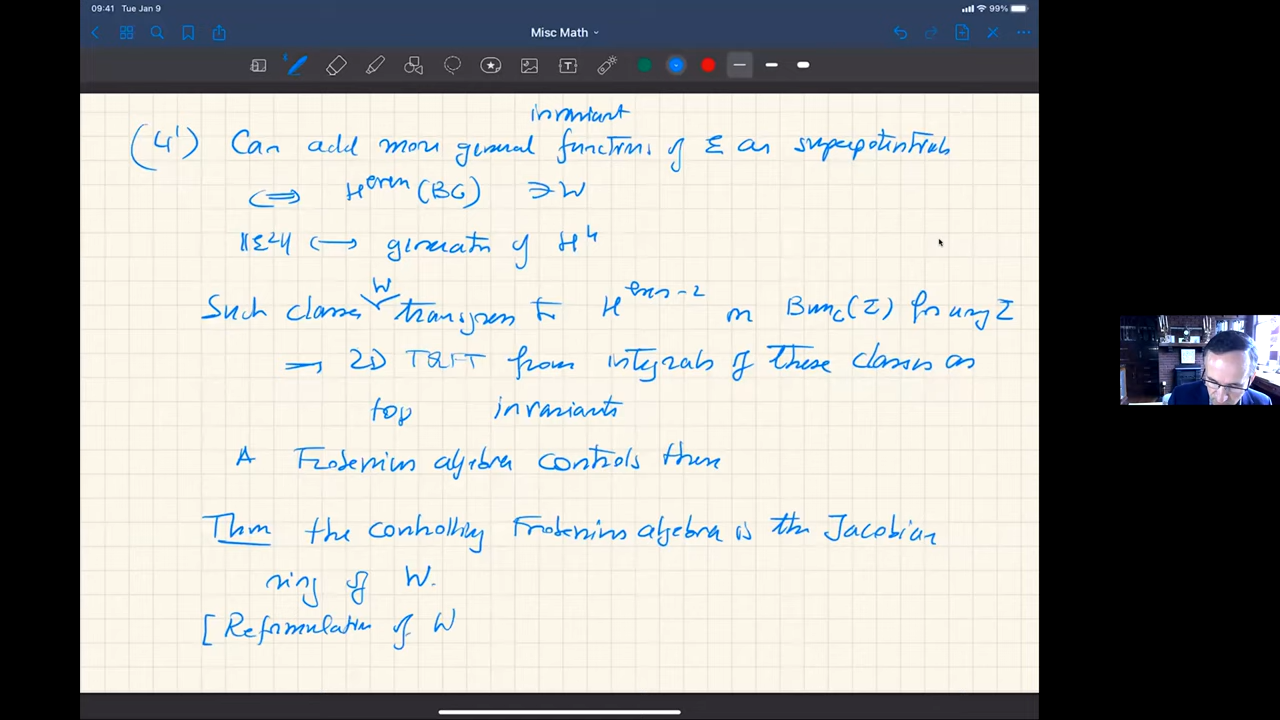 09:41 Tue Jan 9
99%
Misc Math
invariant
(4') Can add more general functions of ξ as superpotentials
⟺ H^even(BG) ∋ W
‖ξ²‖ ⟷ generator of H⁴
W
Such classes transgress to H^even-2 on Bun_G(Σ) for any Σ
→ 2D TQFT from integrals of these classes as
top invariants
A Frobenius algebra controls them
Thm the controlling Frobenius algebra is the Jacobian
ring of W.
[Reformulation of W